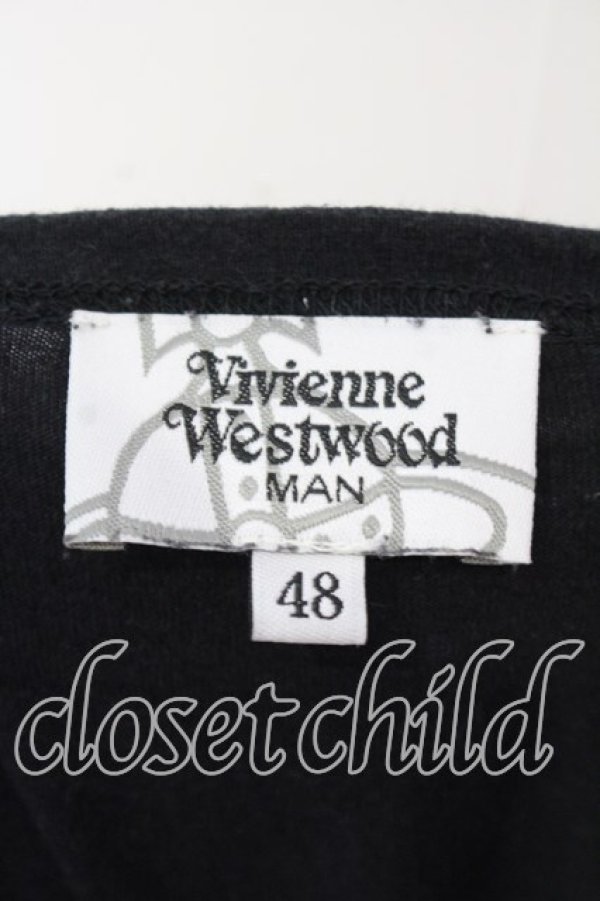 Vivienne
Westwood
MAN
48
closet child